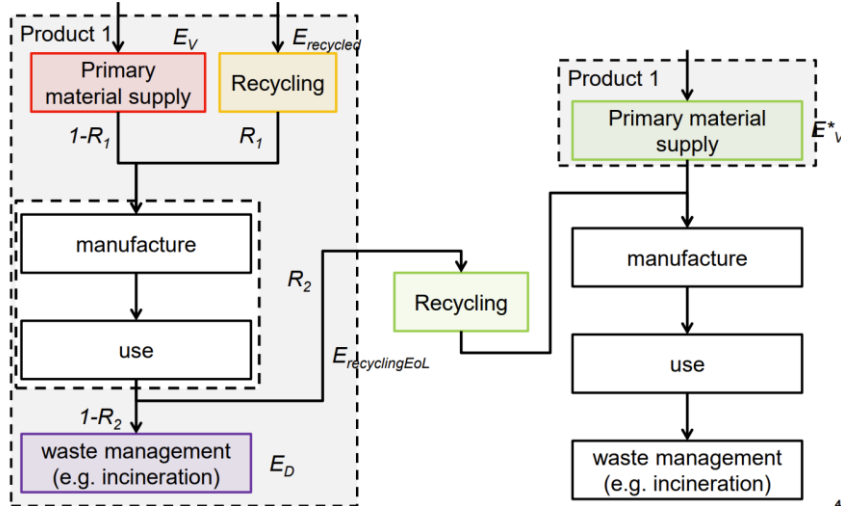 Product 1
E_V
E_recycled
Primary
material supply
Recycling
1-R_1
R_1
manufacture
use
R_2
E_recyclingEoL
1-R_2
waste management
(e.g. incineration)
E_D
Recycling
Product 1
Primary material
supply
E*_V
manufacture
use
waste management
(e.g. incineration)